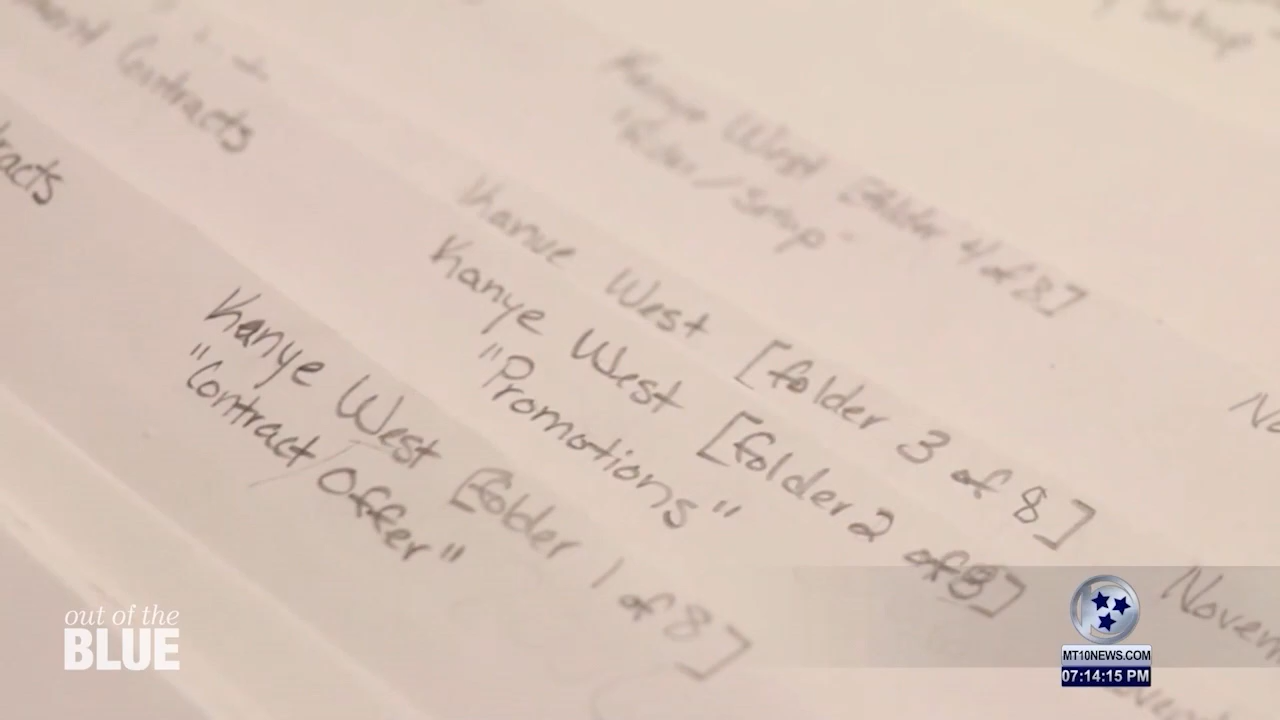 Contracts
Kanye West [folder 4 of 8]
Kanye West [folder 3 of 8]
Kanye West [folder 2 of 8]
"Promotions"
Kanye West [folder 1 of 8]
"Contract Offer"
out of the
BLUE
MT10NEWS.COM
07:14:15 PM